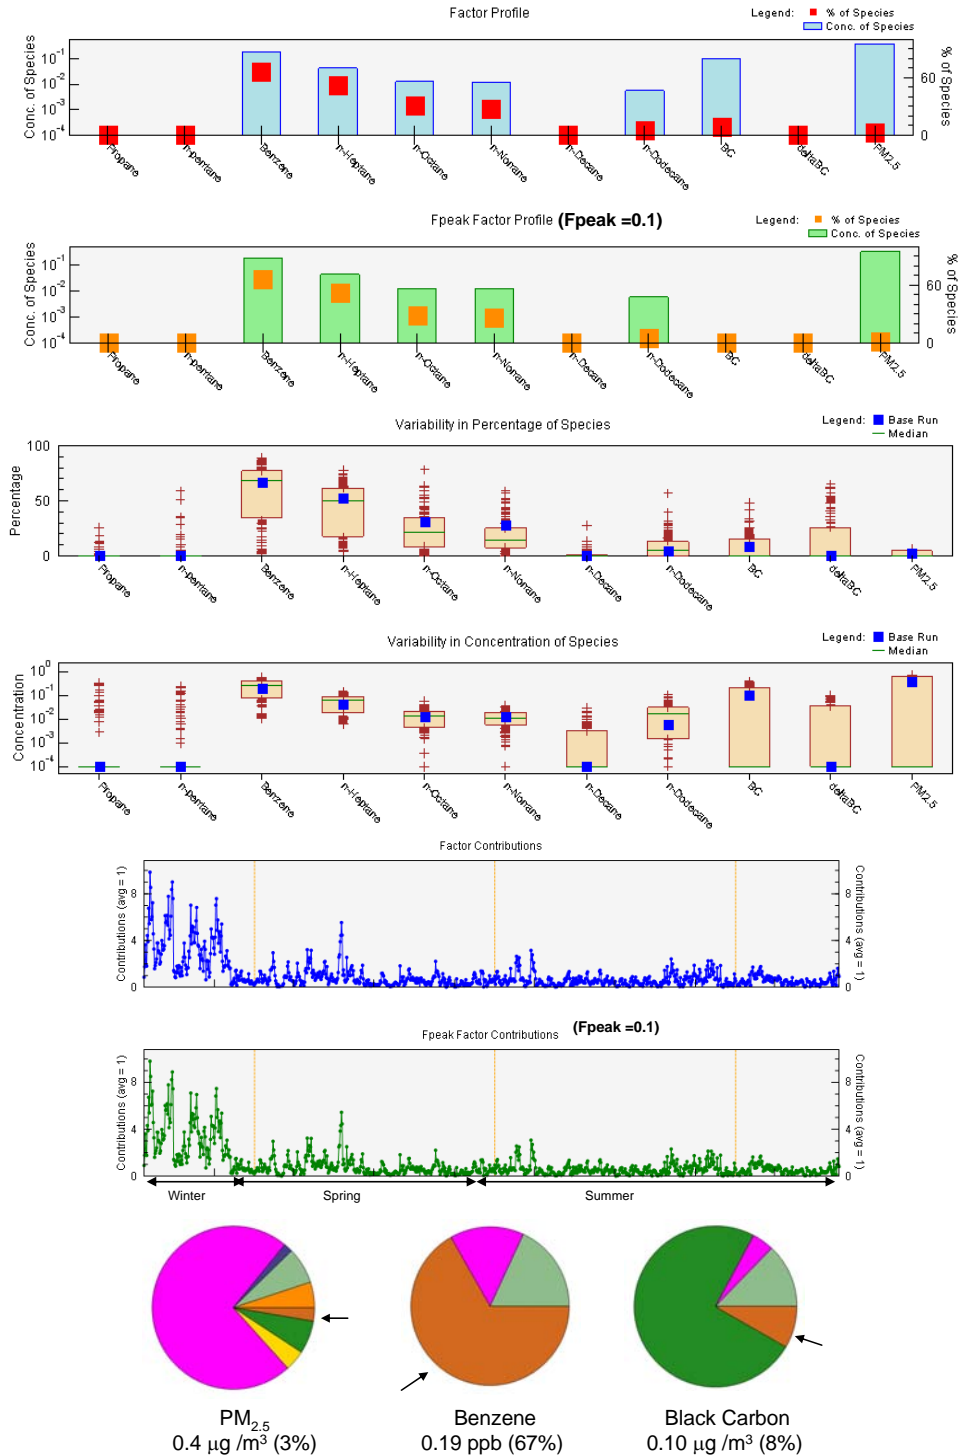 Factor Profile
Legend: % of Species
Conc. of Species
Conc. of Species
10^-1
10^-2
10^-3
10^-4
60
0
% of Species
Propane n-pentane Benzene n-Heptane n-Octane n-Nonane n-Decane n-Dodecane BC deltaBC PM2.5
Fpeak Factor Profile (Fpeak =0.1)
Legend: % of Species
Conc. of Species
Conc. of Species
10^-1
10^-2
10^-3
10^-4
60
0
% of Species
Propane n-pentane Benzene n-Heptane n-Octane n-Nonane n-Decane n-Dodecane BC deltaBC PM2.5
Variability in Percentage of Species
Legend: Base Run
Median
Percentage
100
50
0
Propane n-pentane Benzene n-Heptane n-Octane n-Nonane n-Decane n-Dodecane BC deltaBC PM2.5
Variability in Concentration of Species
Legend: Base Run
Median
Concentration
10^0
10^-1
10^-2
10^-3
10^-4
Propane n-pentane Benzene n-Heptane n-Octane n-Nonane n-Decane n-Dodecane BC deltaBC PM2.5
Factor Contributions
Contributions (avg = 1)
8
4
0
8
4
0
Contributions (avg = 1)
Fpeak Factor Contributions (Fpeak =0.1)
Contributions (avg = 1)
8
4
0
8
4
0
Contributions (avg = 1)
Winter Spring Summer
PM2.5 Benzene Black Carbon
0.4 μg /m³ (3%) 0.19 ppb (67%) 0.10 μg /m³ (8%)